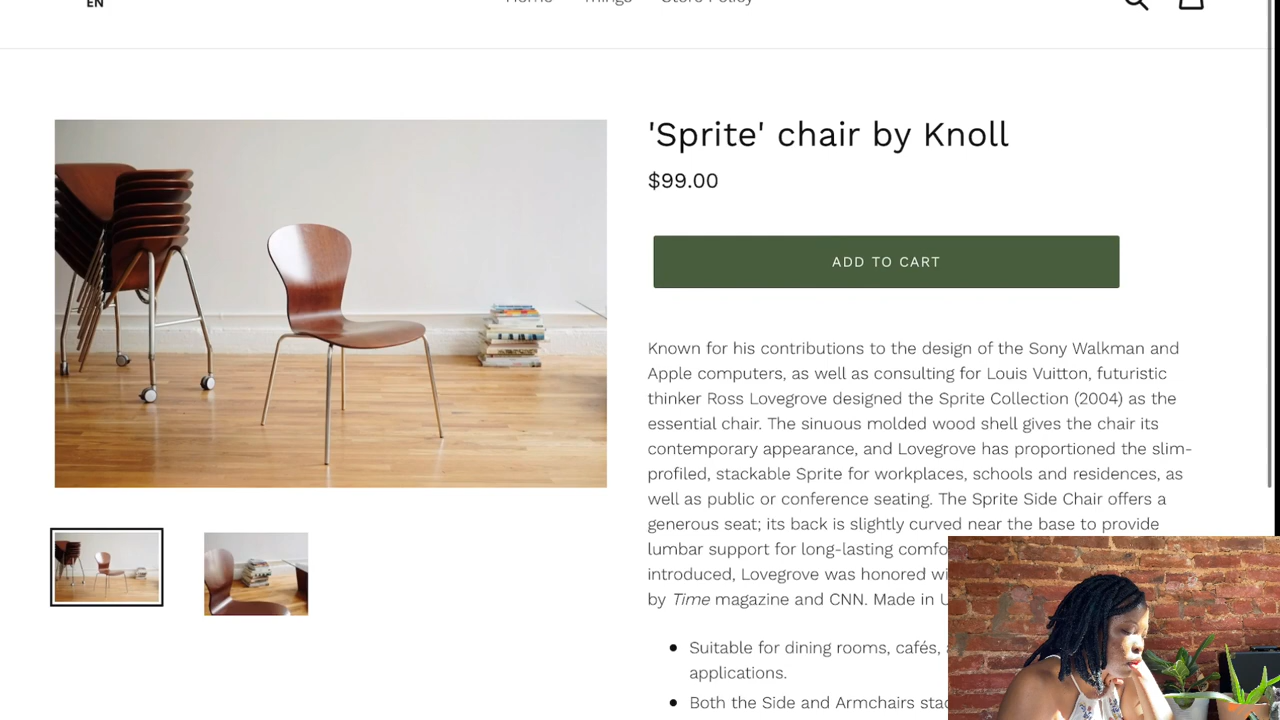 EN
Home Things Store Policy
'Sprite' chair by Knoll
$99.00
ADD TO CART
Known for his contributions to the design of the Sony Walkman and
Apple computers, as well as consulting for Louis Vuitton, futuristic
thinker Ross Lovegrove designed the Sprite Collection (2004) as the
essential chair. The sinuous molded wood shell gives the chair its
contemporary appearance, and Lovegrove has proportioned the slim-
profiled, stackable Sprite for workplaces, schools and residences, as
well as public or conference seating. The Sprite Side Chair offers a
generous seat; its back is slightly curved near the base to provide
lumbar support for long-lasting
introduced, Lovegrove was honored
by Time magazine and CNN. Made in
Suitable for dining rooms, cafés,
applications.
Both the Side and Armchairs